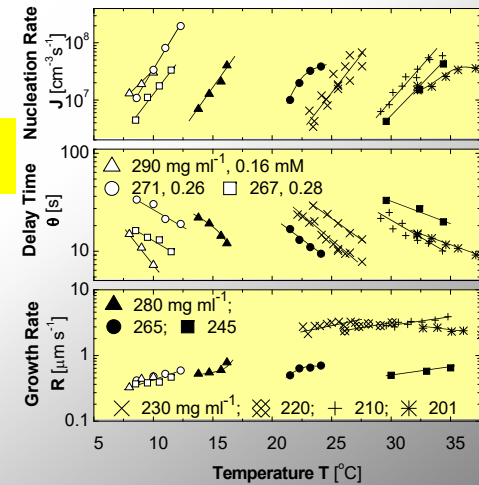 Nucleation Rate
J [cm⁻³s⁻¹]
10⁸
10⁷
Delay Time
θ [s]
100
10
290 mg ml⁻¹, 0.16 mM
271, 0.26 267, 0.28
Growth Rate
R [μm s⁻¹]
10
1
0.1
280 mg ml⁻¹;
265; 245
230 mg ml⁻¹; 220; 210; 201
5 10 15 20 25 30 35
Temperature T [°C]